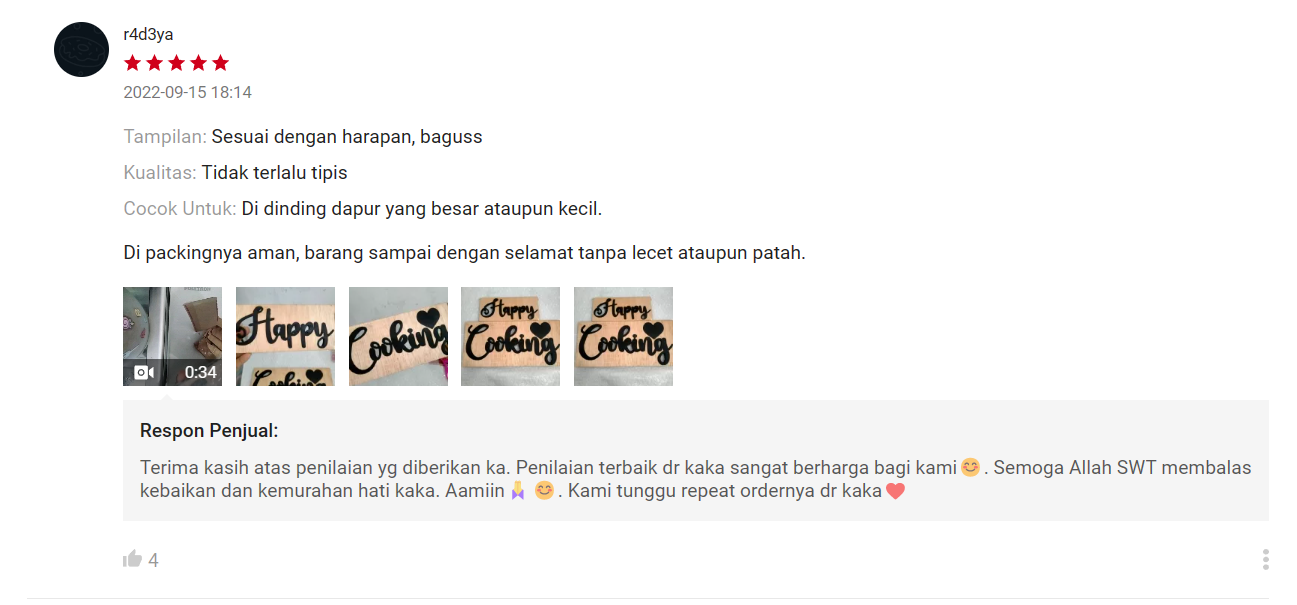 r4d3ya
2022-09-15 18:14
Tampilan: Sesuai dengan harapan, baguss
Kualitas: Tidak terlalu tipis
Cocok Untuk: Di dinding dapur yang besar ataupun kecil.
Di packingnya aman, barang sampai dengan selamat tanpa lecet ataupun patah.
0:34
Happy
Cooking
Cooking
Happy
Cooking
Happy
Cooking
Respon Penjual:
Terima kasih atas penilaian yg diberikan ka. Penilaian terbaik dr kaka sangat berharga bagi kami😊. Semoga Allah SWT membalas
kebaikan dan kemurahan hati kaka. Aamiin 😊. Kami tunggu repeat ordernya dr kaka❤
4